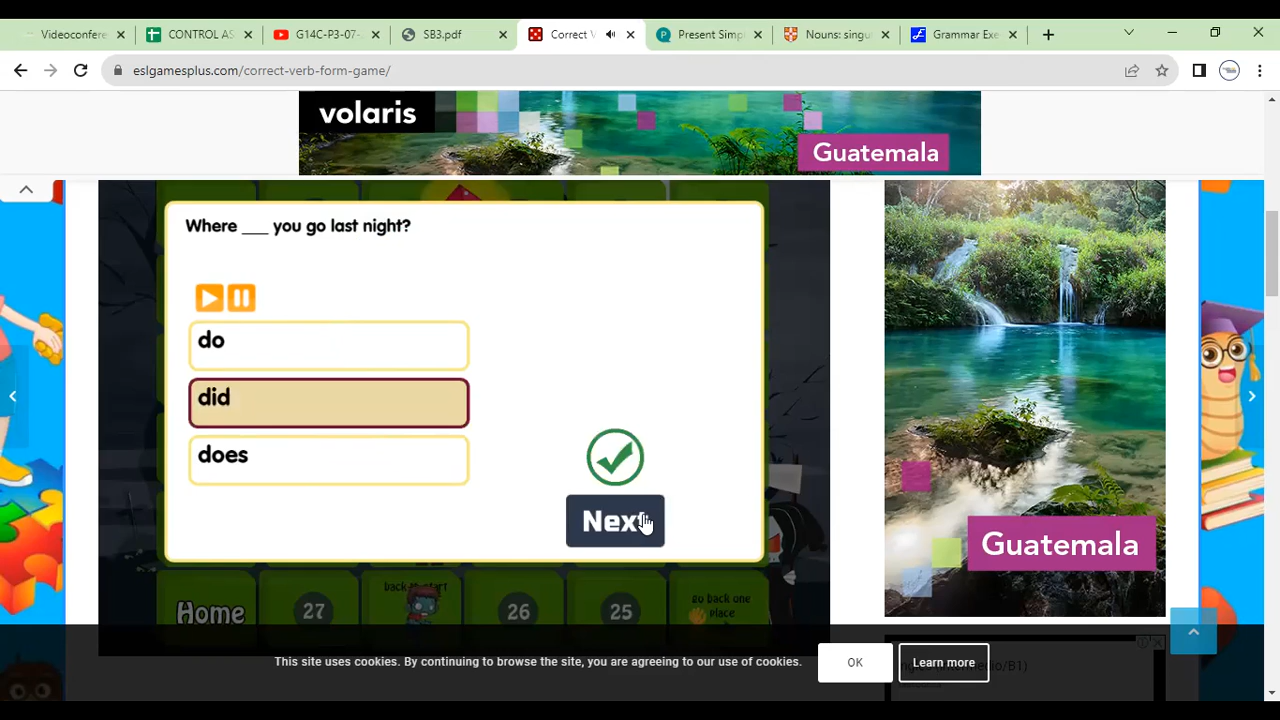 Videoconfere
CONTROL AS
G14C-P3-07-
SB3.pdf
Correct V
Present Simp
Nouns: singu
Grammar Exe
eslgamesplus.com/correct-verb-form-game/
volaris
Guatemala
Where ___ you go last night?
do
did
does
Next
Guatemala
back to start
go back one
place
Home
27
26
25
This site uses cookies. By continuing to browse the site, you are agreeing to our use of cookies.
OK
Learn more